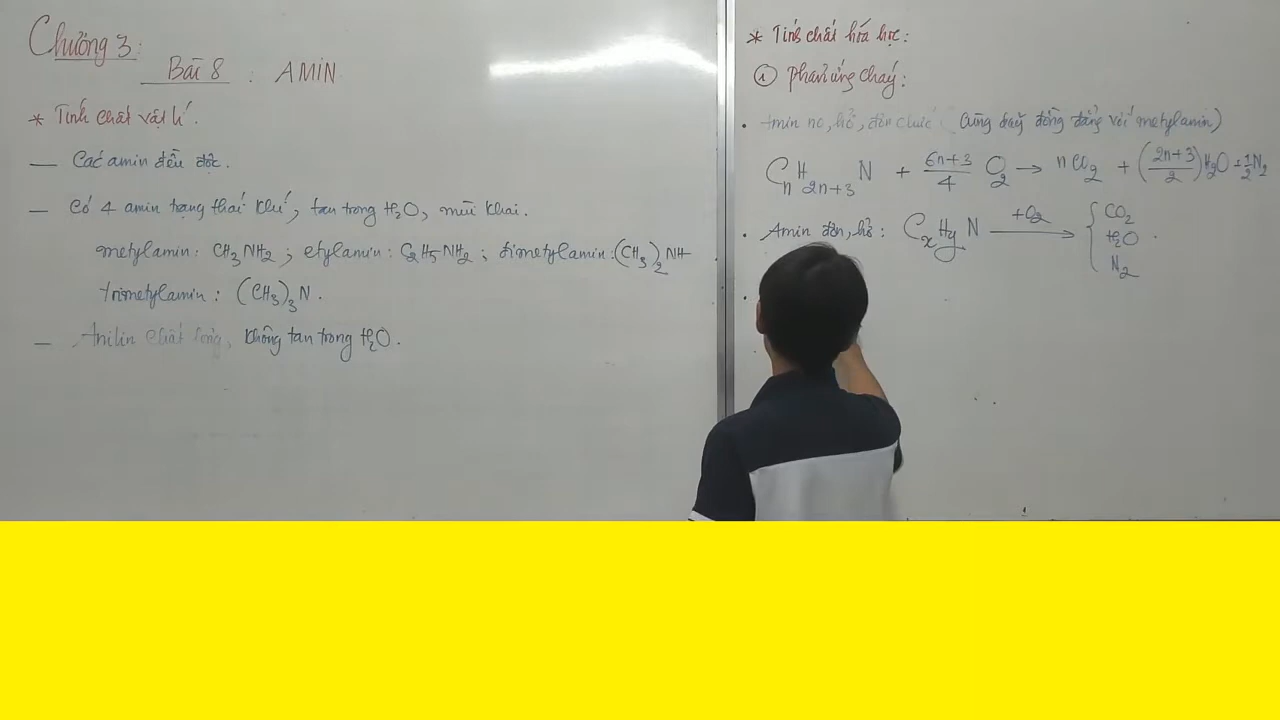 Chương 3:
Bài 8 : AMIN
* Tính chất vật lí.
— Các amin đều độc.
— Có 4 amin trạng thái khí, tan trong H2O, mùi khai.
metylamin: CH3NH2; etylamin: C2H5NH2; đimetylamin: (CH3)2NH
trimetylamin: (CH3)3N.
— Anilin chất lỏng, không tan trong H2O.
* Tính chất hóa học:
① phản ứng cháy:
• Amin no, hở, đơn chức: (cùng dãy đồng đẳng với metylamin)
CnH2n+3N + (6n+3)/4 O2 → nCO2 + ((2n+3)/2)H2O + 1/2N2
• Amin đơn, hở: CxHyN +O2 → { CO2
H2O
N2
•